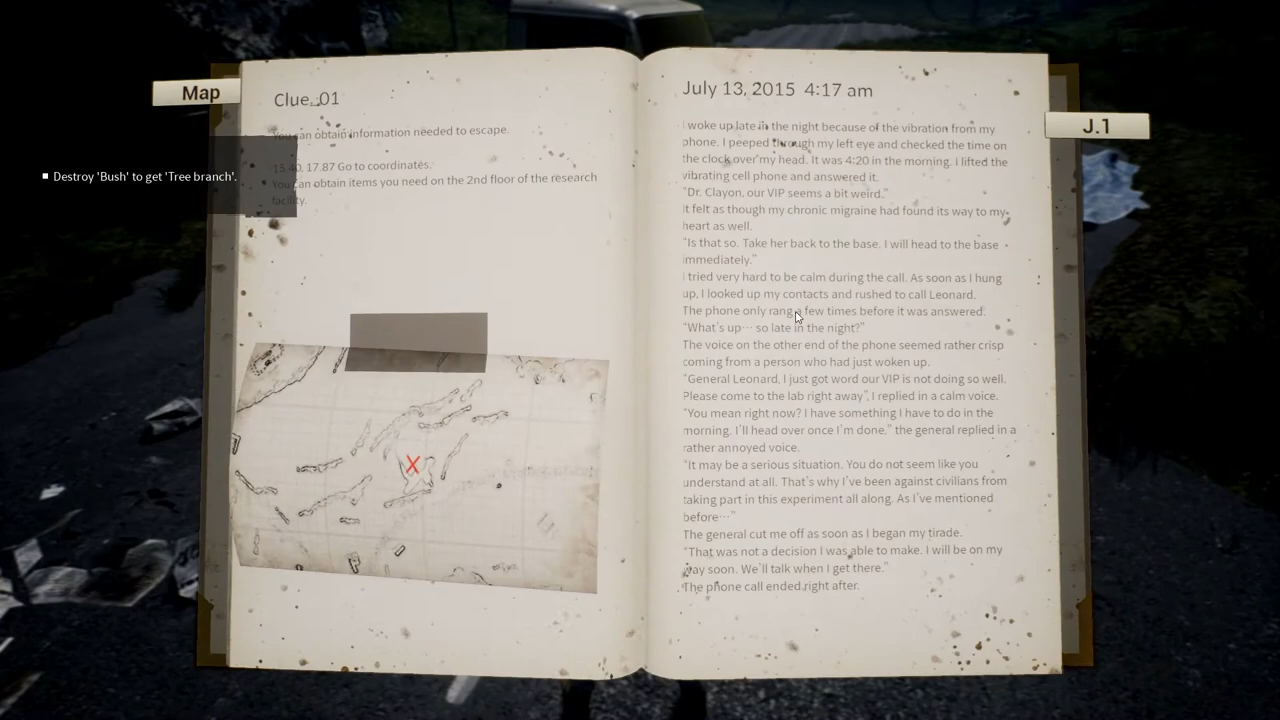 Map
Clue. 01
You can obtain information needed to escape.
15.40, 17.87 Go to coordinates.
You can obtain items you need on the 2nd floor of the research
facility.
Destroy 'Bush' to get 'Tree branch'.
July 13, 2015 4:17 am
J.1
I woke up late in the night because of the vibration from my
phone. I peeped through my left eye and checked the time on
the clock over my head. It was 4:20 in the morning. I lifted the
vibrating cell phone and answered it.
"Dr. Clayon, our VIP seems a bit weird."
It felt as though my chronic migraine had found its way to my
heart as well.
"Is that so. Take her back to the base. I will head to the base
immediately."
I tried very hard to be calm during the call. As soon as I hung
up, I looked up my contacts and rushed to call Leonard.
The phone only rang a few times before it was answered.
"What's up… so late in the night?"
The voice on the other end of the phone seemed rather crisp
coming from a person who had just woken up.
"General Leonard, I just got word our VIP is not doing so well.
Please come to the lab right away", I replied in a calm voice.
"You mean right now? I have something I have to do in the
morning. I'll head over once I'm done." the general replied in a
rather annoyed voice.
"It may be a serious situation. You do not seem like you
understand at all. That's why I've been against civilians from
taking part in this experiment all along. As I've mentioned
before…"
The general cut me off as soon as I began my tirade.
"That was not a decision I was able to make. I will be on my
way soon. We'll talk when I get there."
The phone call ended right after.